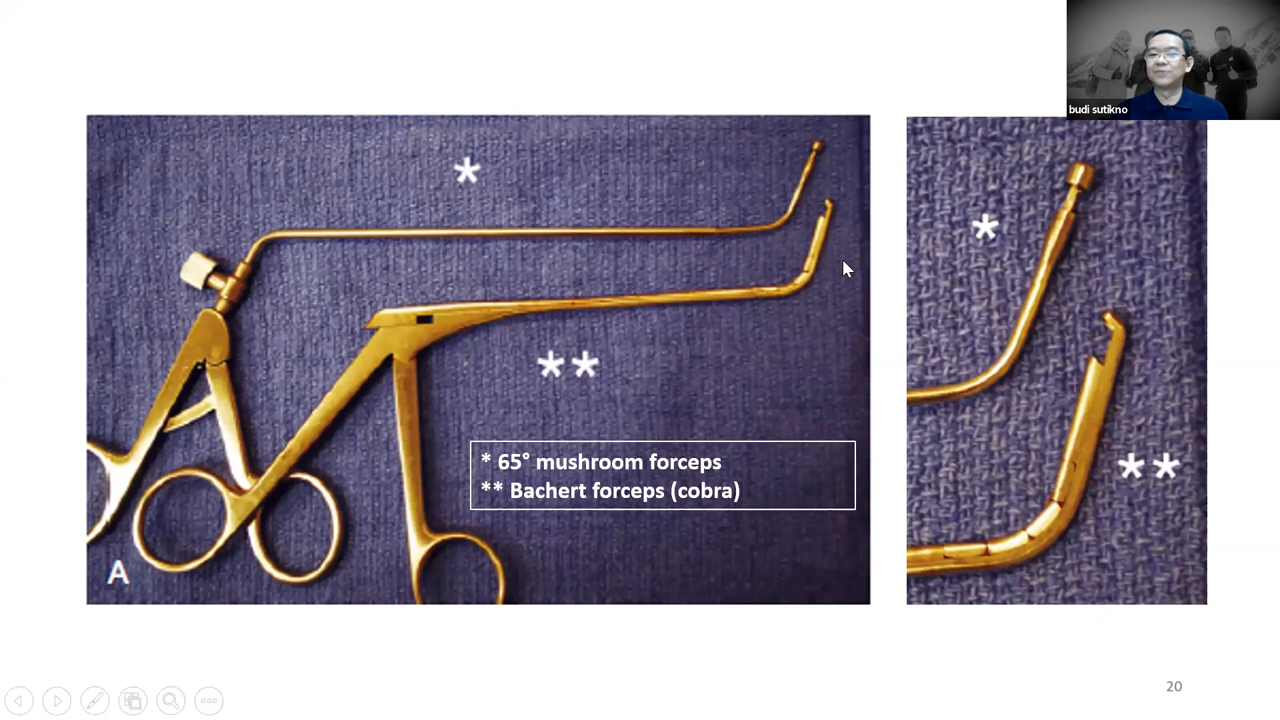 budi sutikno
*
*
**
**
* 65° mushroom forceps
** Bachert forceps (cobra)
A
20